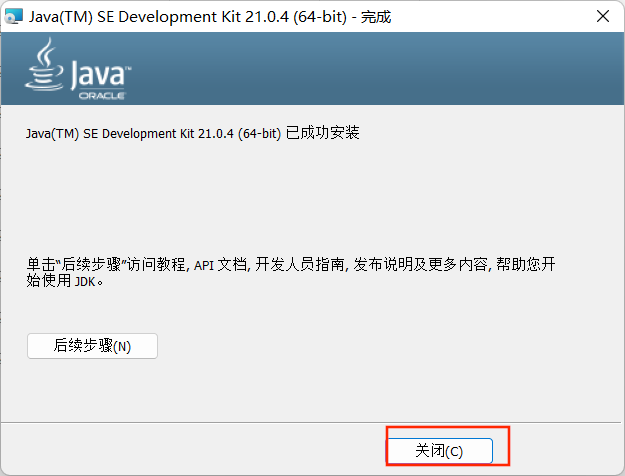 Java(TM) SE Development Kit 21.0.4 (64-bit) - 完成
Java™
ORACLE
Java(TM) SE Development Kit 21.0.4 (64-bit) 已成功安装
单击“后续步骤”访问教程, API 文档, 开发人员指南, 发布说明及更多内容, 帮助您开
始使用 JDK。
后续步骤(N)
关闭(C)